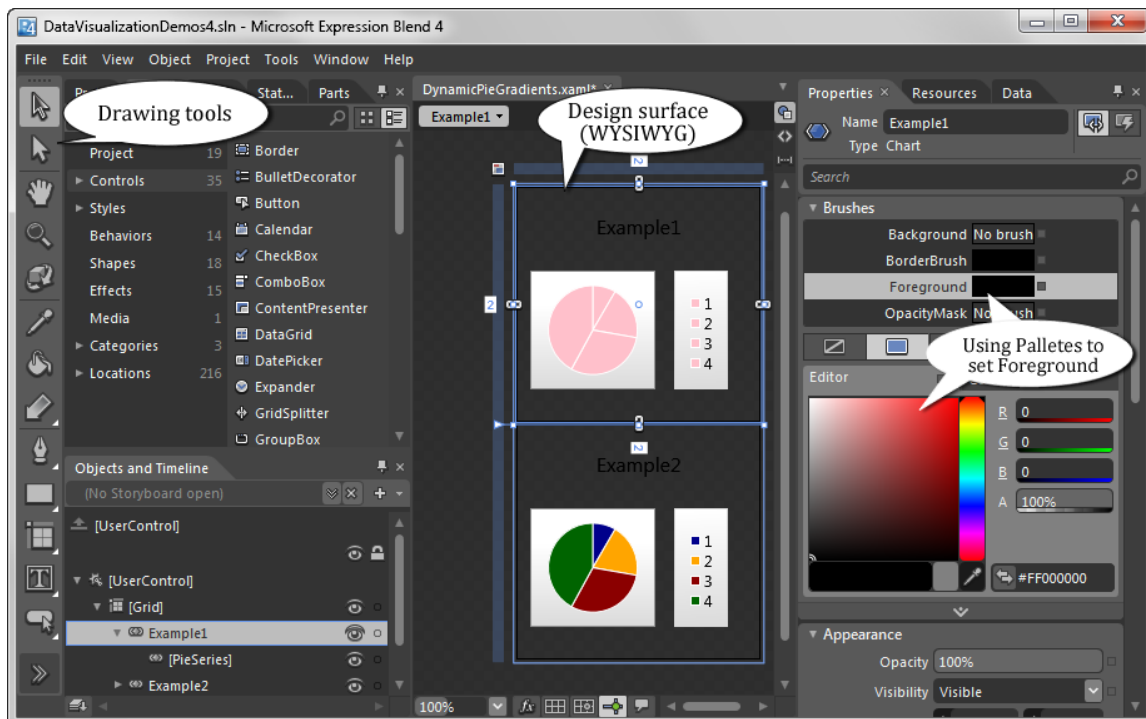 DataVisualizationDemos4.sln - Microsoft Expression Blend 4
File Edit View Object Project Tools Window Help
Stat... Parts
Drawing tools
Project 19
Controls 35
Styles
Behaviors 14
Shapes 18
Effects 15
Media 1
Categories 3
Locations 216
Border
BulletDecorator
Button
Calendar
CheckBox
ComboBox
ContentPresenter
DataGrid
DatePicker
Expander
GridSplitter
GroupBox
Objects and Timeline
(No Storyboard open)
[UserControl]
[UserControl]
[Grid]
Example1
[PieSeries]
Example2
DynamicPieGradients.xaml*
Example1
Design surface
(WYSIWYG)
2
2
Example1
1
2
3
4
2
Example2
1
2
3
4
100%
fx
Properties Resources Data
Name Example1
Type Chart
Search
Brushes
Background No brush
BorderBrush
Foreground
OpacityMask
Using Palletes to
set Foreground
Editor
R 0
G 0
B 0
A 100%
#FF000000
Appearance
Opacity 100%
Visibility Visible